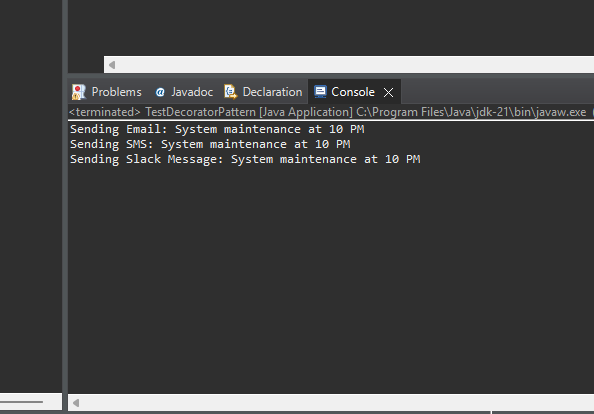 Problems @ Javadoc Declaration Console
<terminated> TestDecoratorPattern [Java Application] C:\Program Files\Java\jdk-21\bin\javaw.exe (
Sending Email: System maintenance at 10 PM
Sending SMS: System maintenance at 10 PM
Sending Slack Message: System maintenance at 10 PM